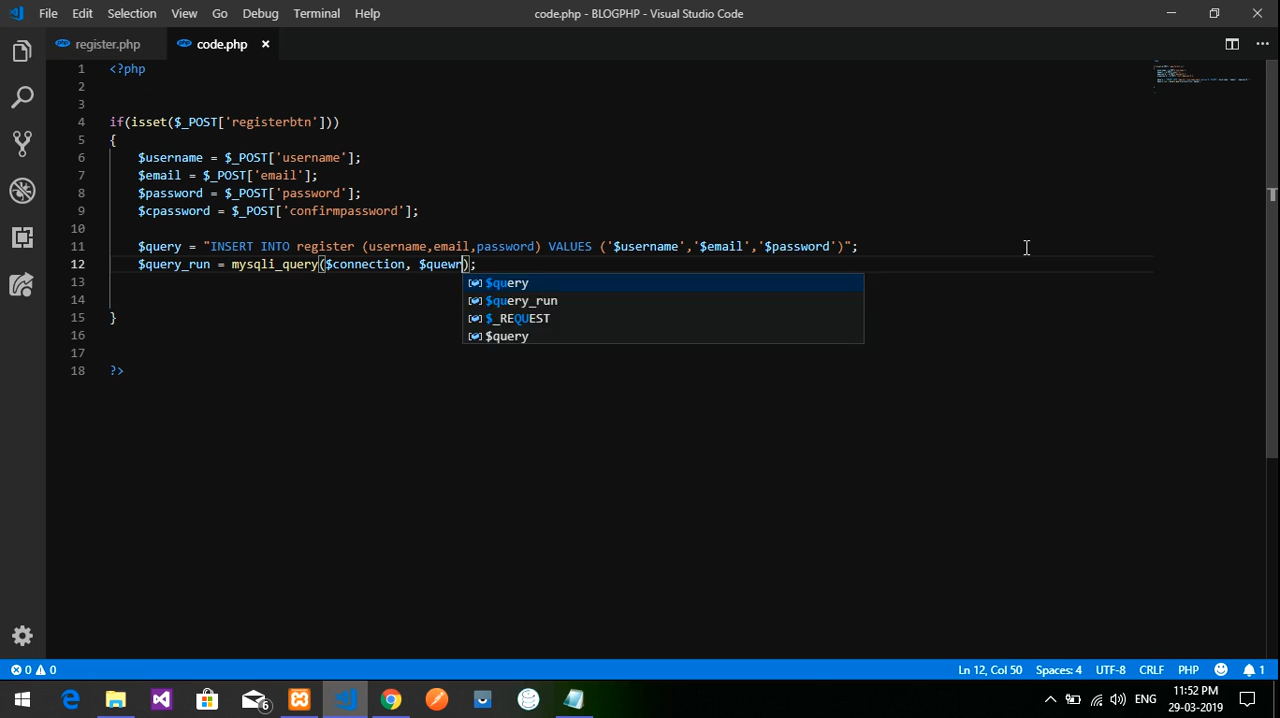 File Edit Selection View Go Debug Terminal Help code.php - BLOGPHP - Visual Studio Code
register.php code.php
1 <?php
2
3
4 if(isset($_POST['registerbtn']))
5 {
6 $username = $_POST['username'];
7 $email = $_POST['email'];
8 $password = $_POST['password'];
9 $cpassword = $_POST['confirmpassword'];
10
11 $query = "INSERT INTO register (username,email,password) VALUES ('$username','$email','$password')";
12 $query_run = mysqli_query($connection, $quewr);
13 $query
14 $query_run
15 } $_REQUEST
16 $query
17
18 ?>
0 0 Ln 12, Col 50 Spaces: 4 UTF-8 CRLF PHP 1
6 ENG 11:52 PM
29-03-2019